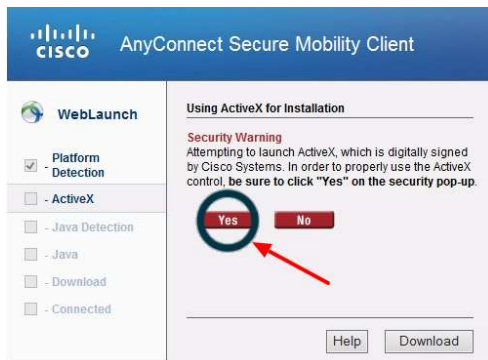 CISCO
AnyConnect Secure Mobility Client
WebLaunch
- Platform
Detection
- ActiveX
- Java Detection
- Java
- Download
- Connected
Using ActiveX for Installation
Security Warning
Attempting to launch ActiveX, which is digitally signed
by Cisco Systems. In order to properly use the ActiveX
control, be sure to click "Yes" on the security pop-up.
Yes
No
Help
Download